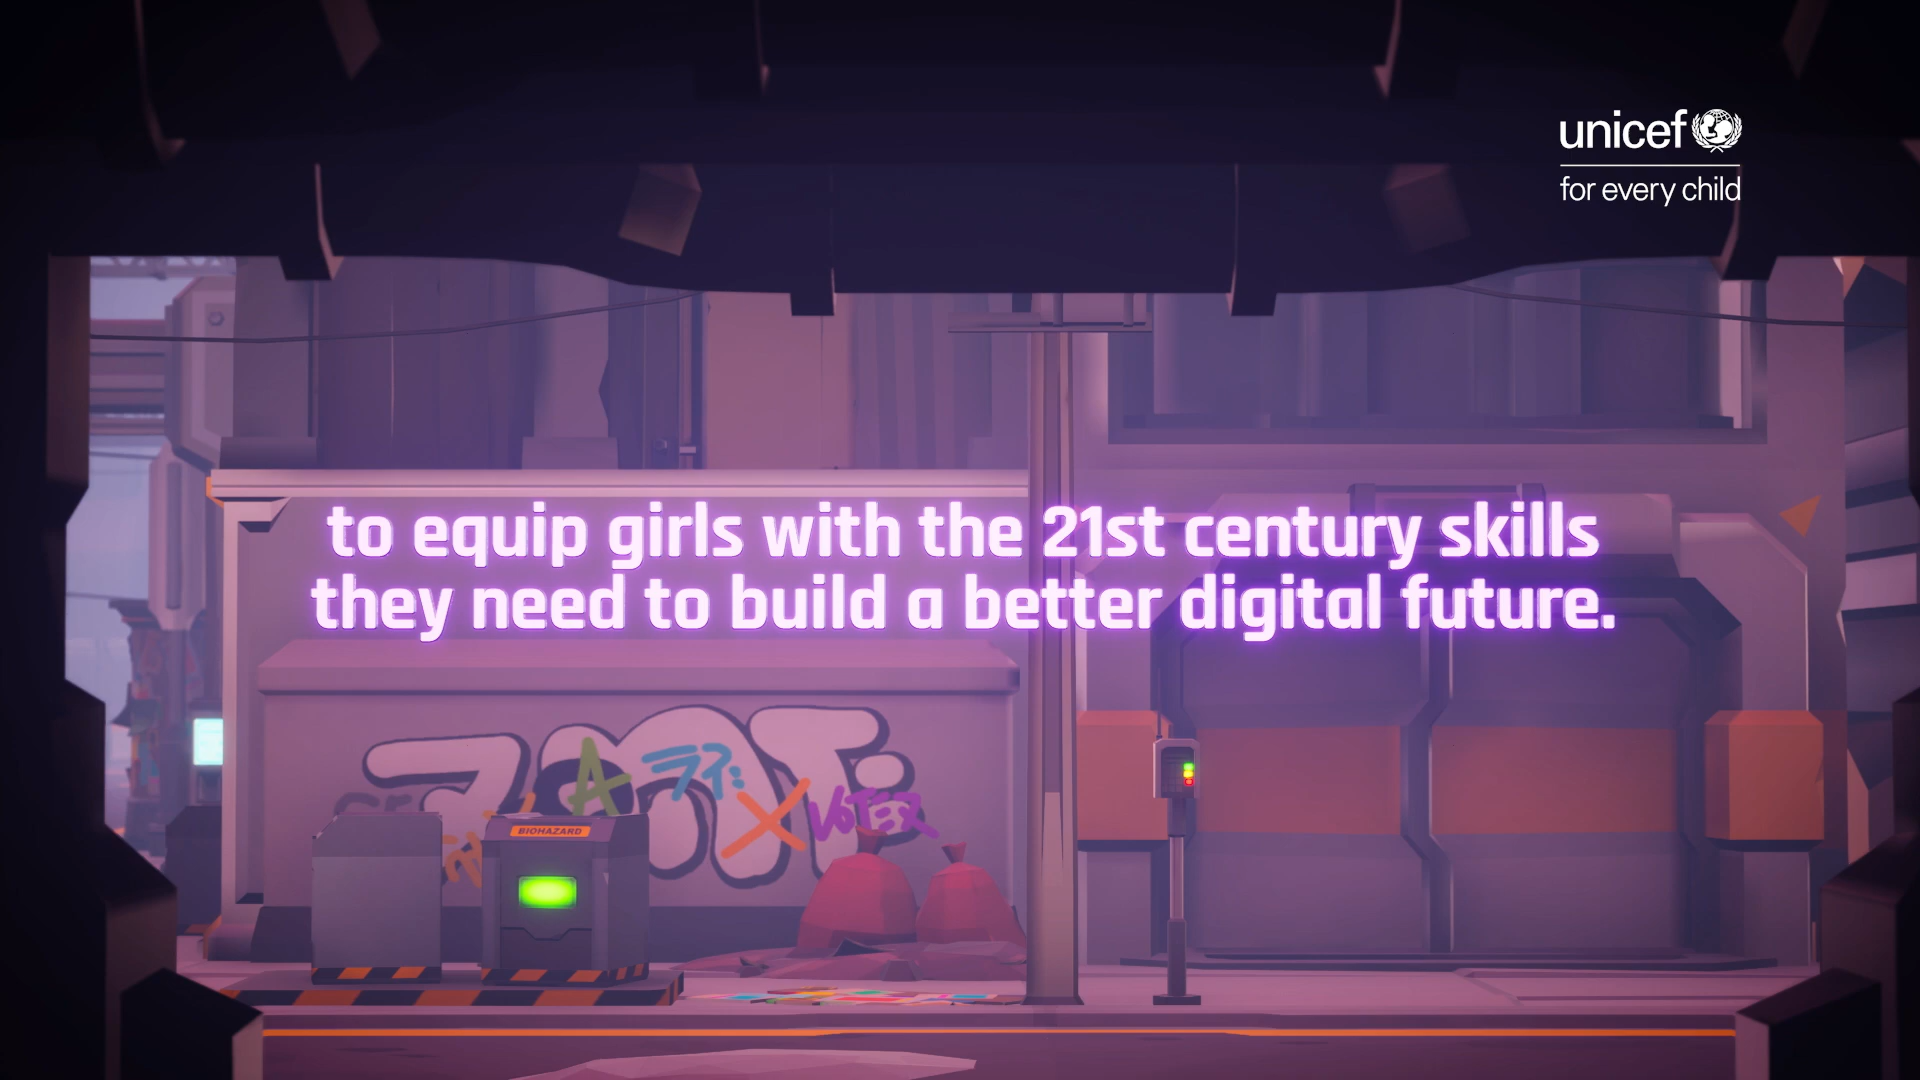 unicef
for every child
to equip girls with the 21st century skills
they need to build a better digital future.
A
X
BIOHAZARD